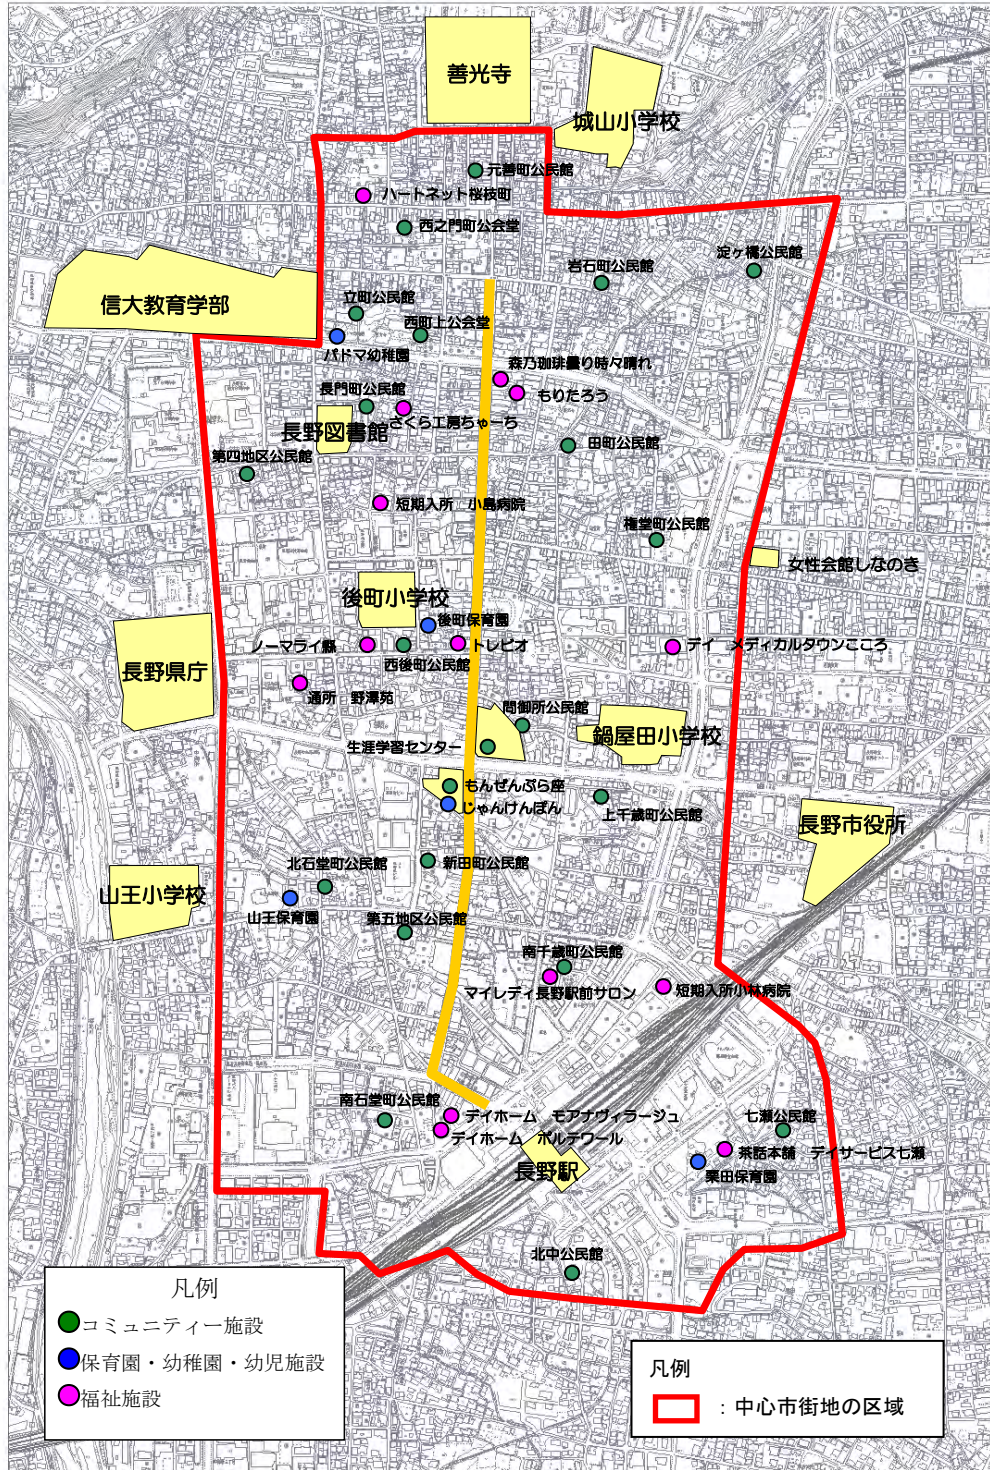 善光寺
城山小学校
元善町公民館
ハートネット桜枝町
西之門町公会堂
淀ヶ橋公民館
岩石町公民館
信大教育学部
立町公民館
西町上公会堂
パドマ幼稚園
森乃珈琲曇り時々晴れ
長門町公民館
もりたろう
さくら工房ちゅーち
長野図書館
田町公民館
第四地区公民館
短期入所 小島病院
権堂町公民館
女性会館しなのき
後町小学校
後町保育園
ノーマライ縣
トレビオ
デイ メディカルタウンこころ
西後町公民館
長野県庁
通所 野澤苑
問御所公民館
鍋屋田小学校
生涯学習センター
もんぜんぷら座
じゃんけんぽん
上千歳町公民館
長野市役所
北石堂町公民館
新田町公民館
山王小学校
山王保育園
第五地区公民館
南千歳町公民館
マイレディ長野駅前サロン
短期入所小林病院
南石堂町公民館
デイホーム モアナヴィラージュ
七瀬公民館
デイホーム ポルテワール
茶話本舗 デイサービス七瀬
長野駅
栗田保育園
北中公民館
凡例
コミュニティー施設
保育園・幼稚園・幼児施設
福祉施設
凡例
：中心市街地の区域